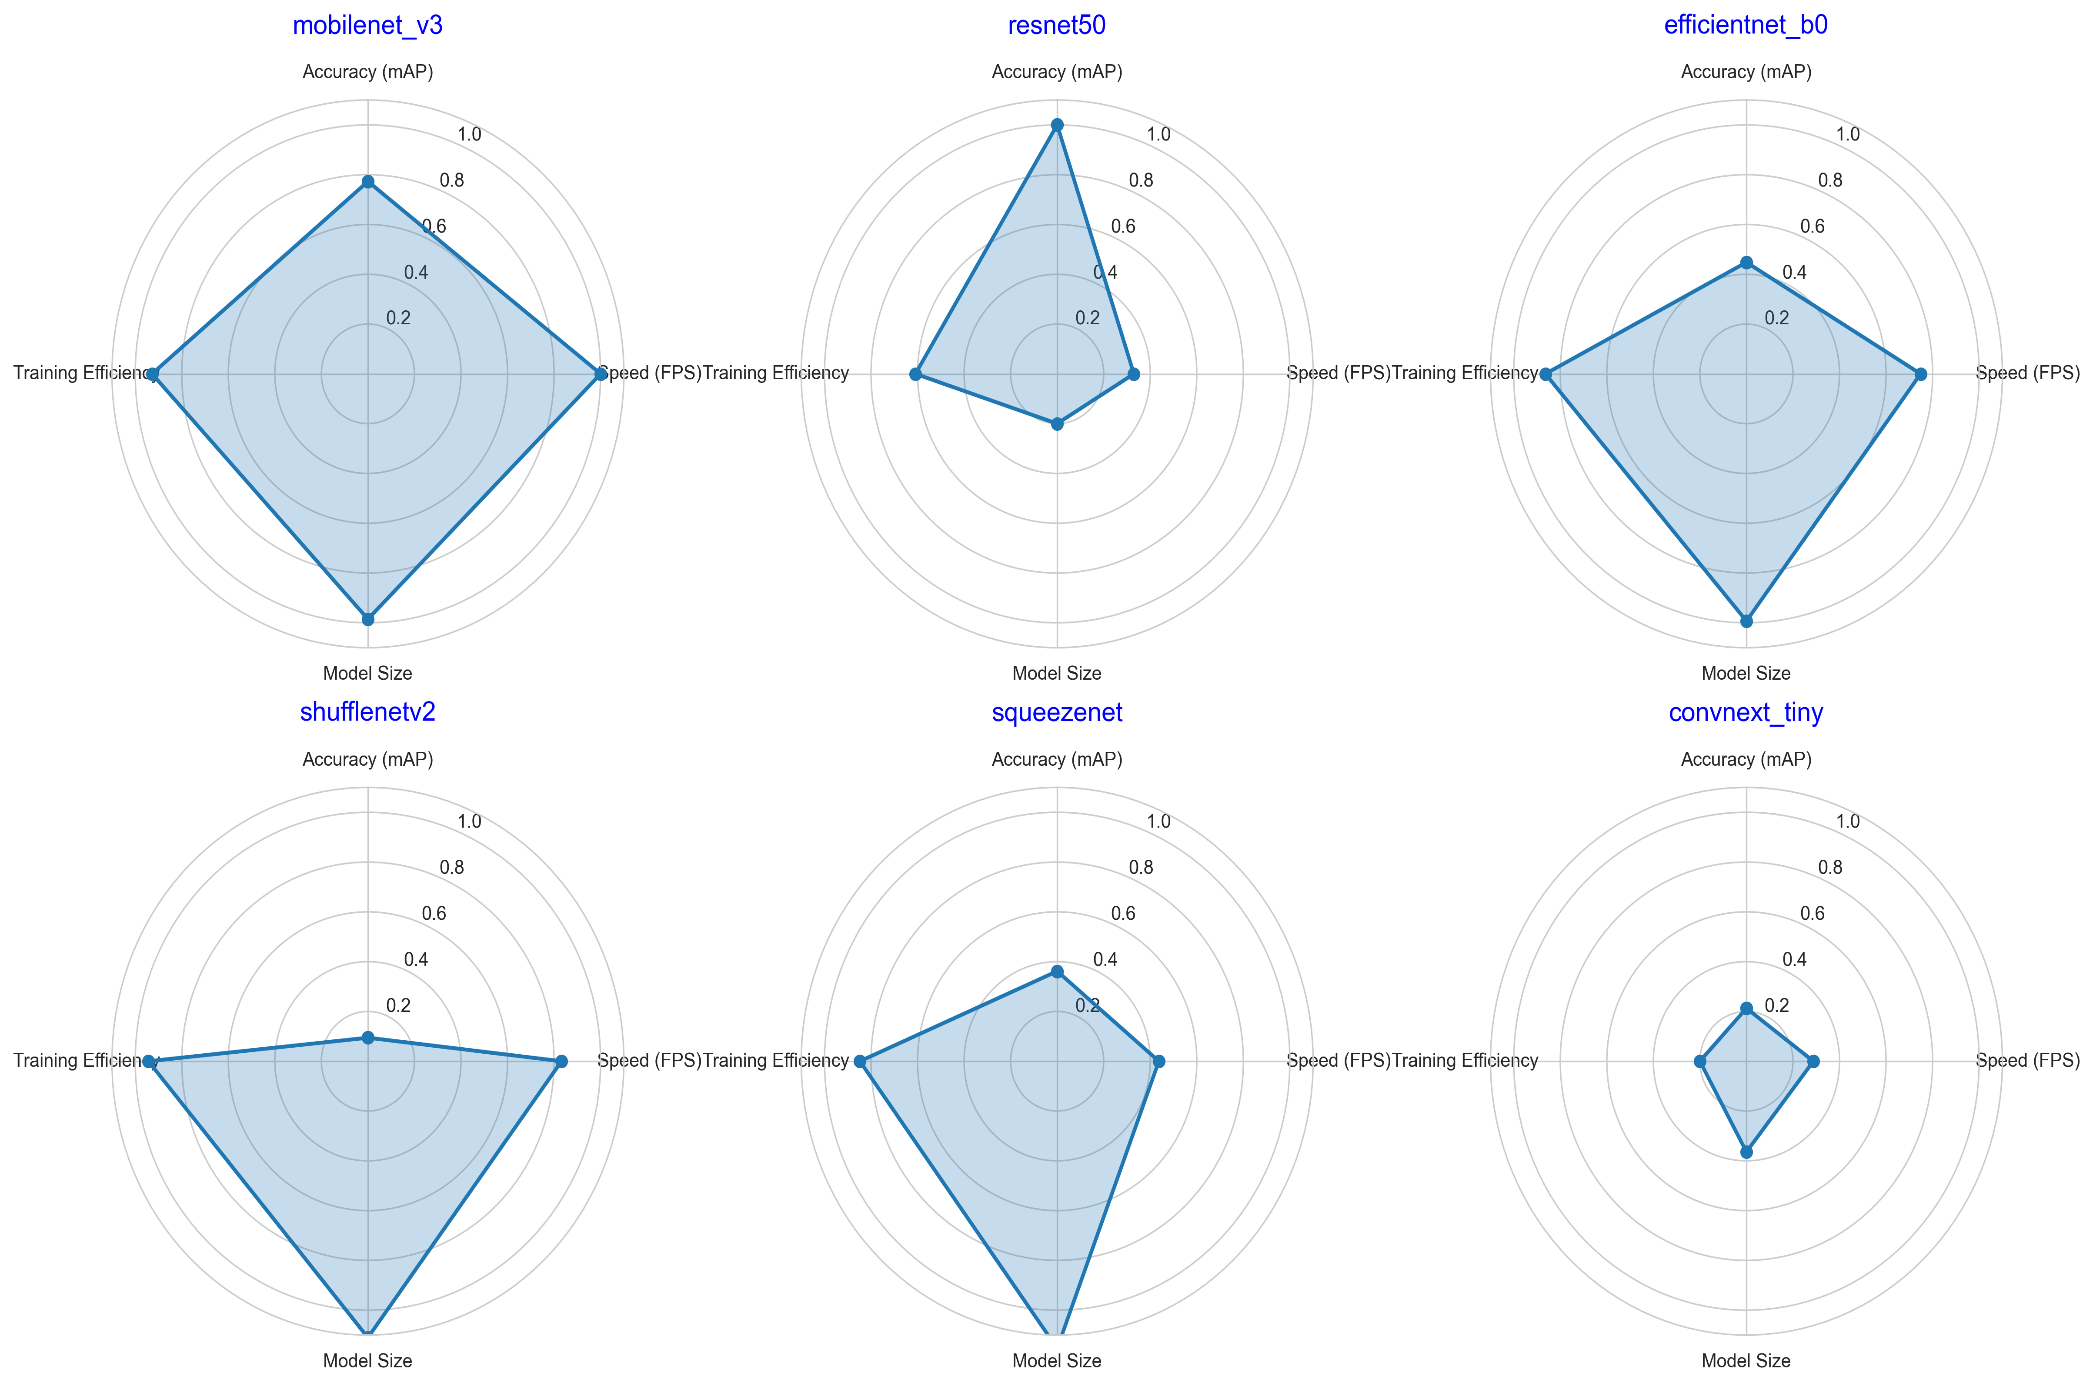 mobilenet_v3
Accuracy (mAP)
1.0
0.8
0.6
0.4
0.2
Training Efficiency
Speed (FPS)
Model Size
resnet50
Accuracy (mAP)
1.0
0.8
0.6
0.4
0.2
Training Efficiency
Speed (FPS)
Model Size
efficientnet_b0
Accuracy (mAP)
1.0
0.8
0.6
0.4
0.2
Training Efficiency
Speed (FPS)
Model Size
shufflenetv2
Accuracy (mAP)
1.0
0.8
0.6
0.4
0.2
Training Efficiency
Speed (FPS)
Model Size
squeezenet
Accuracy (mAP)
1.0
0.8
0.6
0.4
0.2
Training Efficiency
Speed (FPS)
Model Size
convnext_tiny
Accuracy (mAP)
1.0
0.8
0.6
0.4
0.2
Training Efficiency
Speed (FPS)
Model Size